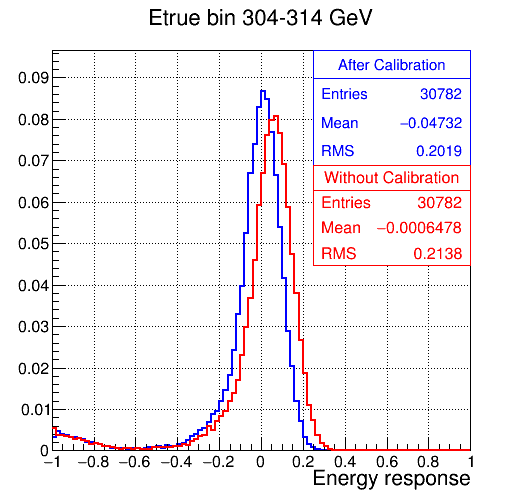 Etrue bin 304-314 GeV
After Calibration
Entries 30782
Mean −0.04732
RMS 0.2019
Without Calibration
Entries 30782
Mean −0.0006478
RMS 0.2138
0.09
0.08
0.07
0.06
0.05
0.04
0.03
0.02
0.01
0
−1 −0.8 −0.6 −0.4 −0.2 0 0.2 0.4 0.6 0.8 1
Energy response